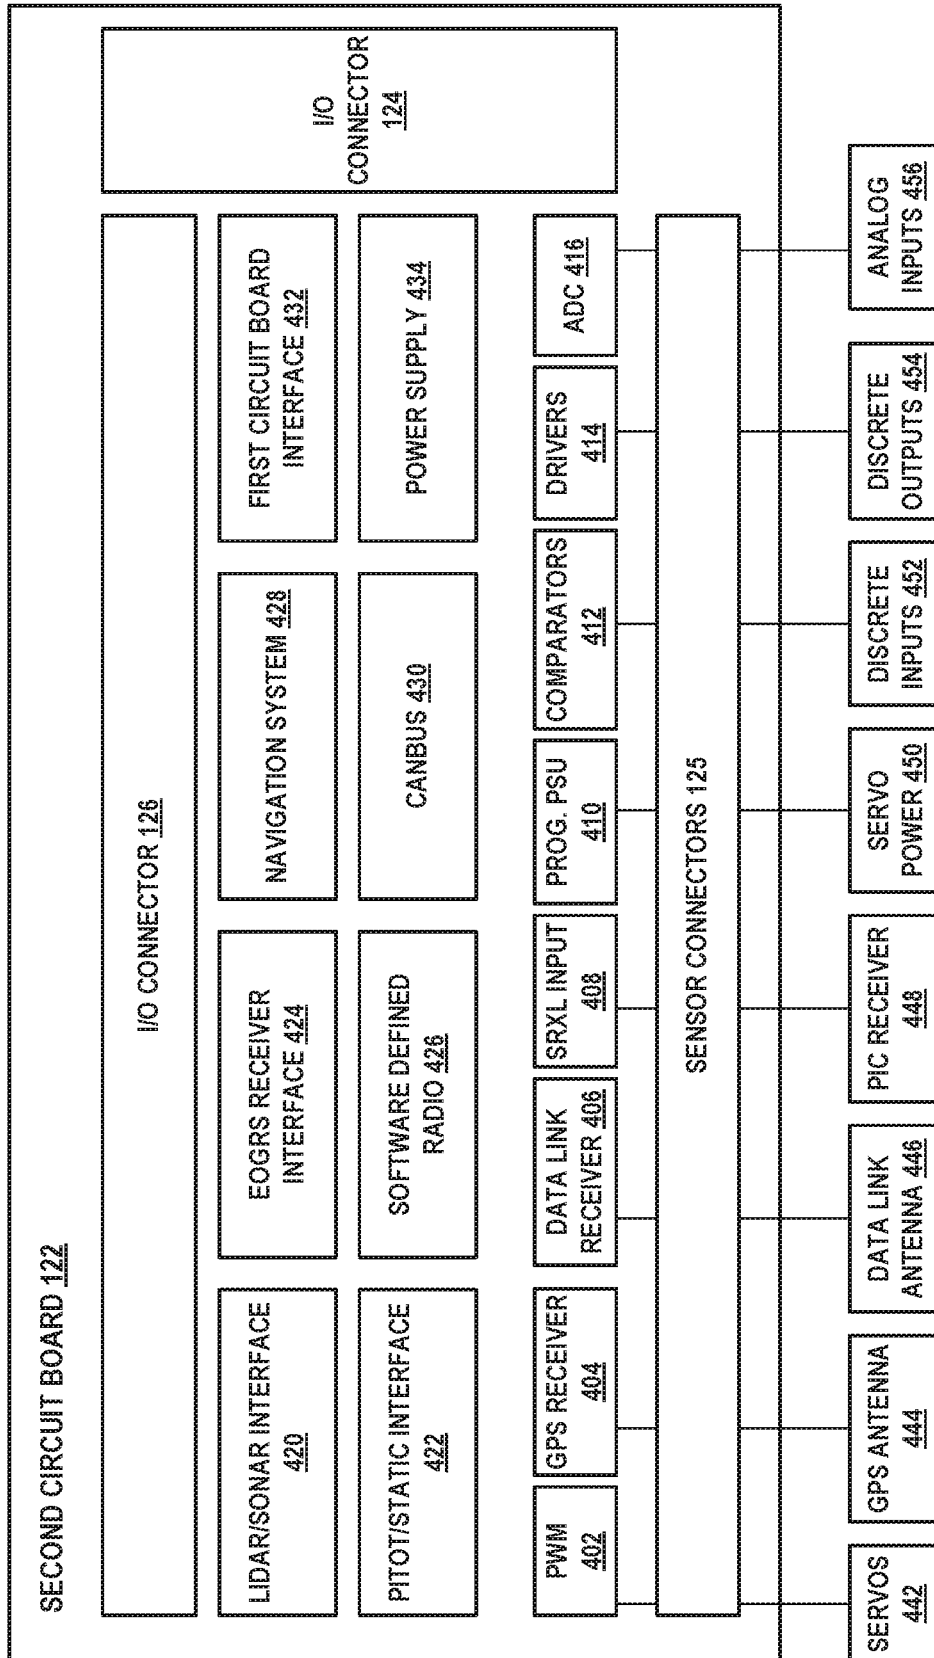 SECOND CIRCUIT BOARD 122
I/O CONNECTOR 126
I/O
CONNECTOR
124
LIDAR/SONAR INTERFACE
420
EOGRS RECEIVER
INTERFACE 424
NAVIGATION SYSTEM 428
FIRST CIRCUIT BOARD
INTERFACE 432
PITOT/STATIC INTERFACE
422
SOFTWARE DEFINED
RADIO 426
CANBUS 430
POWER SUPPLY 434
PWM
402
GPS RECEIVER
404
DATA LINK
RECEIVER 406
SRXL INPUT
408
PROG. PSU
410
COMPARATORS
412
DRIVERS
414
ADC 416
SENSOR CONNECTORS 125
SERVOS
442
GPS ANTENNA
444
DATA LINK
ANTENNA 446
PIC RECEIVER
448
SERVO
POWER 450
DISCRETE
INPUTS 452
DISCRETE
OUTPUTS 454
ANALOG
INPUTS 456